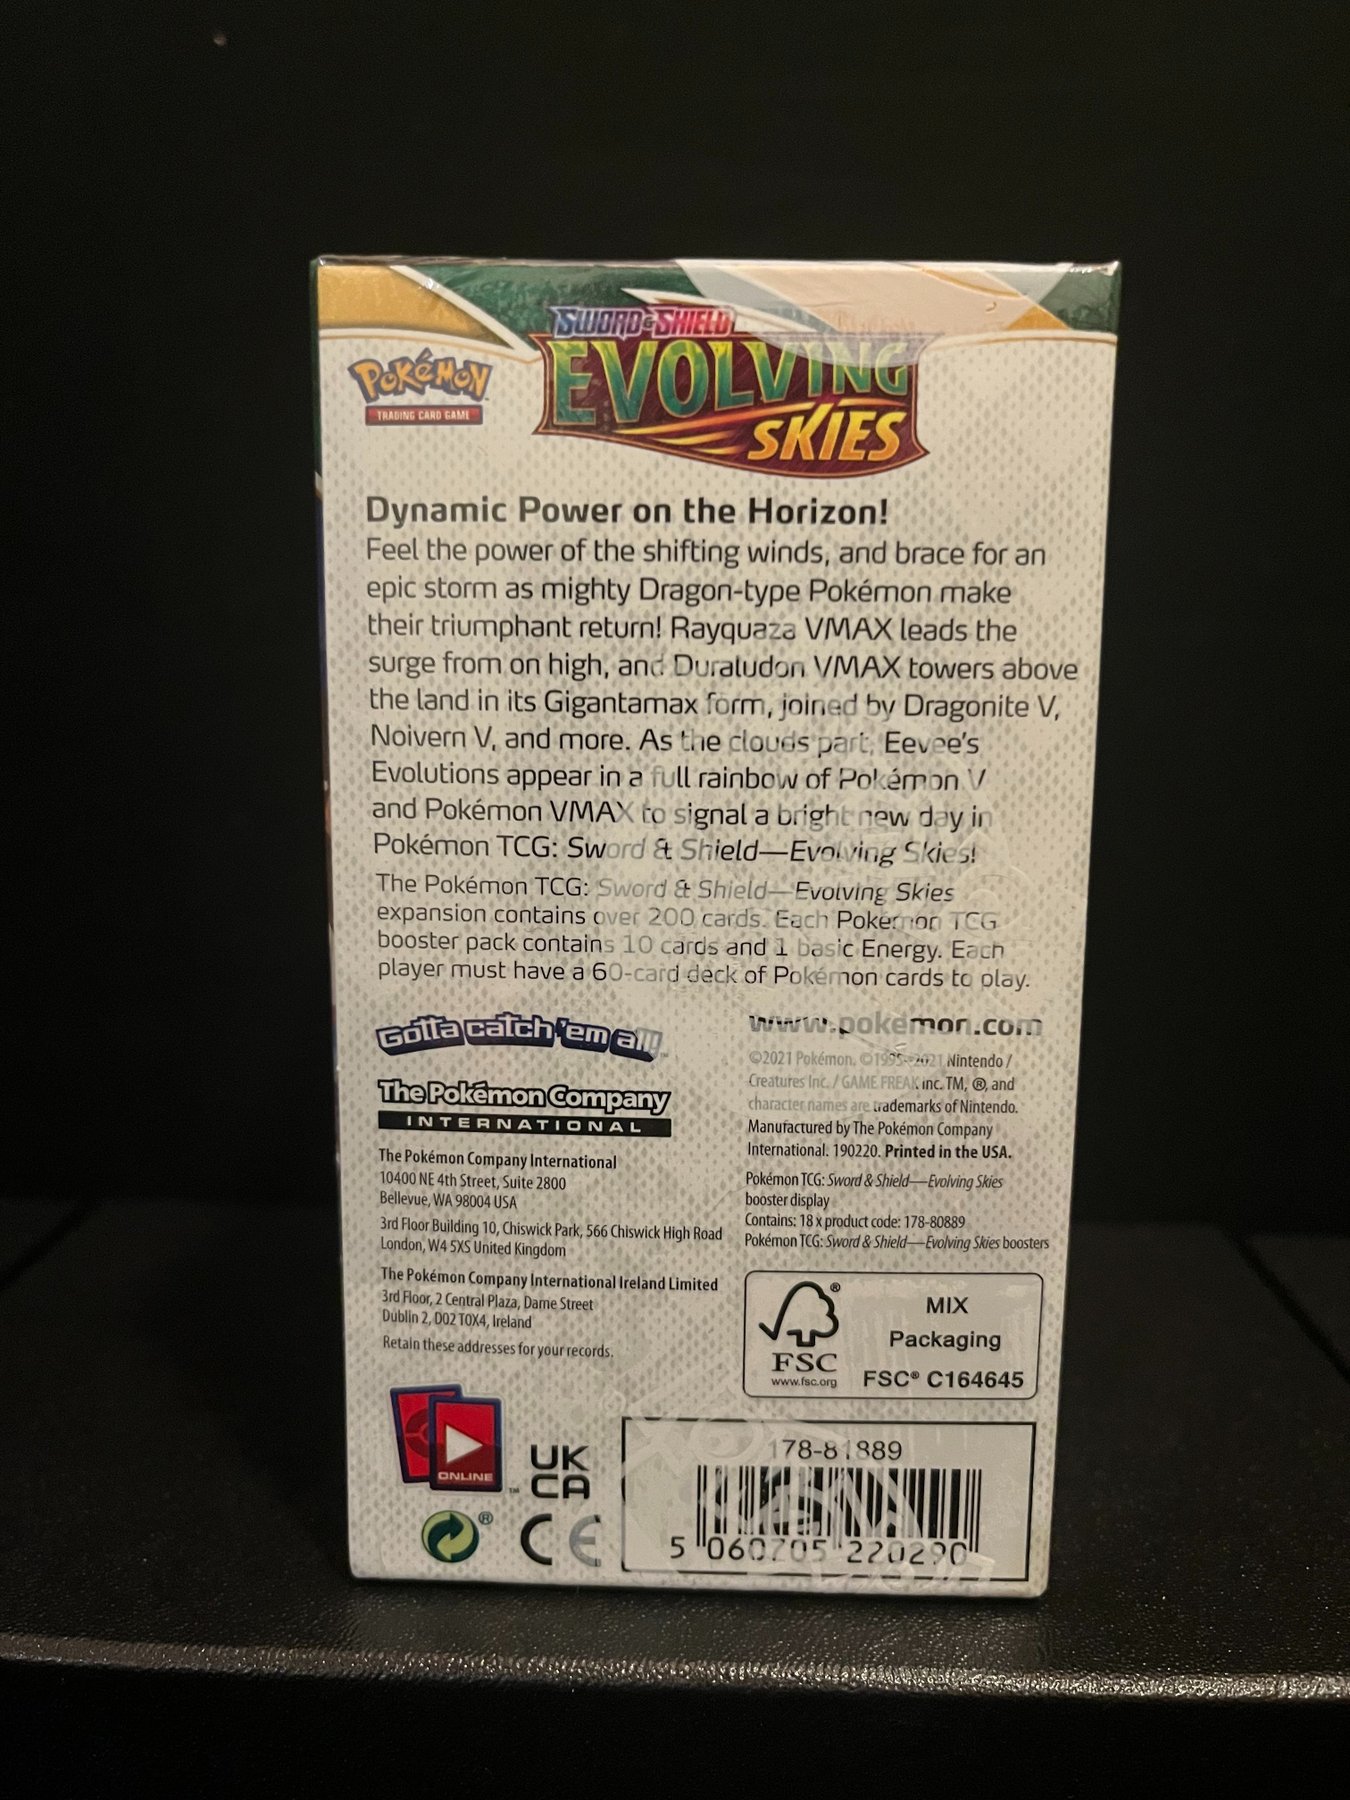 Pokémon
TRADING CARD GAME
SWORD & SHIELD
EVOLVING
SKIES
Dynamic Power on the Horizon!
Feel the power of the shifting winds, and brace for an
epic storm as mighty Dragon-type Pokémon make
their triumphant return! Rayquaza VMAX leads the
surge from on high, and Duraludon VMAX towers above
the land in its Gigantamax form, joined by Dragonite V,
Noivern V, and more. As the clouds part, Eevee's
Evolutions appear in a full rainbow of Pokémon V
and Pokémon VMAX to signal a bright new day in
Pokémon TCG: Sword & Shield—Evolving Skies!
The Pokémon TCG: Sword & Shield—Evolving Skies
expansion contains over 200 cards. Each Pokémon TCG
booster pack contains 10 cards and 1 basic Energy. Each
player must have a 60-card deck of Pokémon cards to play.
Gotta catch 'em all!™
The Pokémon Company
INTERNATIONAL
The Pokémon Company International
10400 NE 4th Street, Suite 2800
Bellevue, WA 98004 USA
3rd Floor Building 10, Chiswick Park, 566 Chiswick High Road
London, W4 5XS United Kingdom
The Pokémon Company International Ireland Limited
3rd Floor, 2 Central Plaza, Dame Street
Dublin 2, D02 T0X4, Ireland
Retain these addresses for your records.
www.pokemon.com
©2021 Pokémon. ©1995–2021 Nintendo /
Creatures Inc. / GAME FREAK inc. TM, ®, and
character names are trademarks of Nintendo.
Manufactured by The Pokémon Company
International. 190220. Printed in the USA.
Pokémon TCG: Sword & Shield—Evolving Skies
booster display
Contains: 18 x product code: 178-80889
Pokémon TCG: Sword & Shield—Evolving Skies boosters
FSC
®
www.fsc.org
MIX
Packaging
FSC® C164645
ONLINE
™
UK
CA
®
CE
178-81889
5 060705 220290